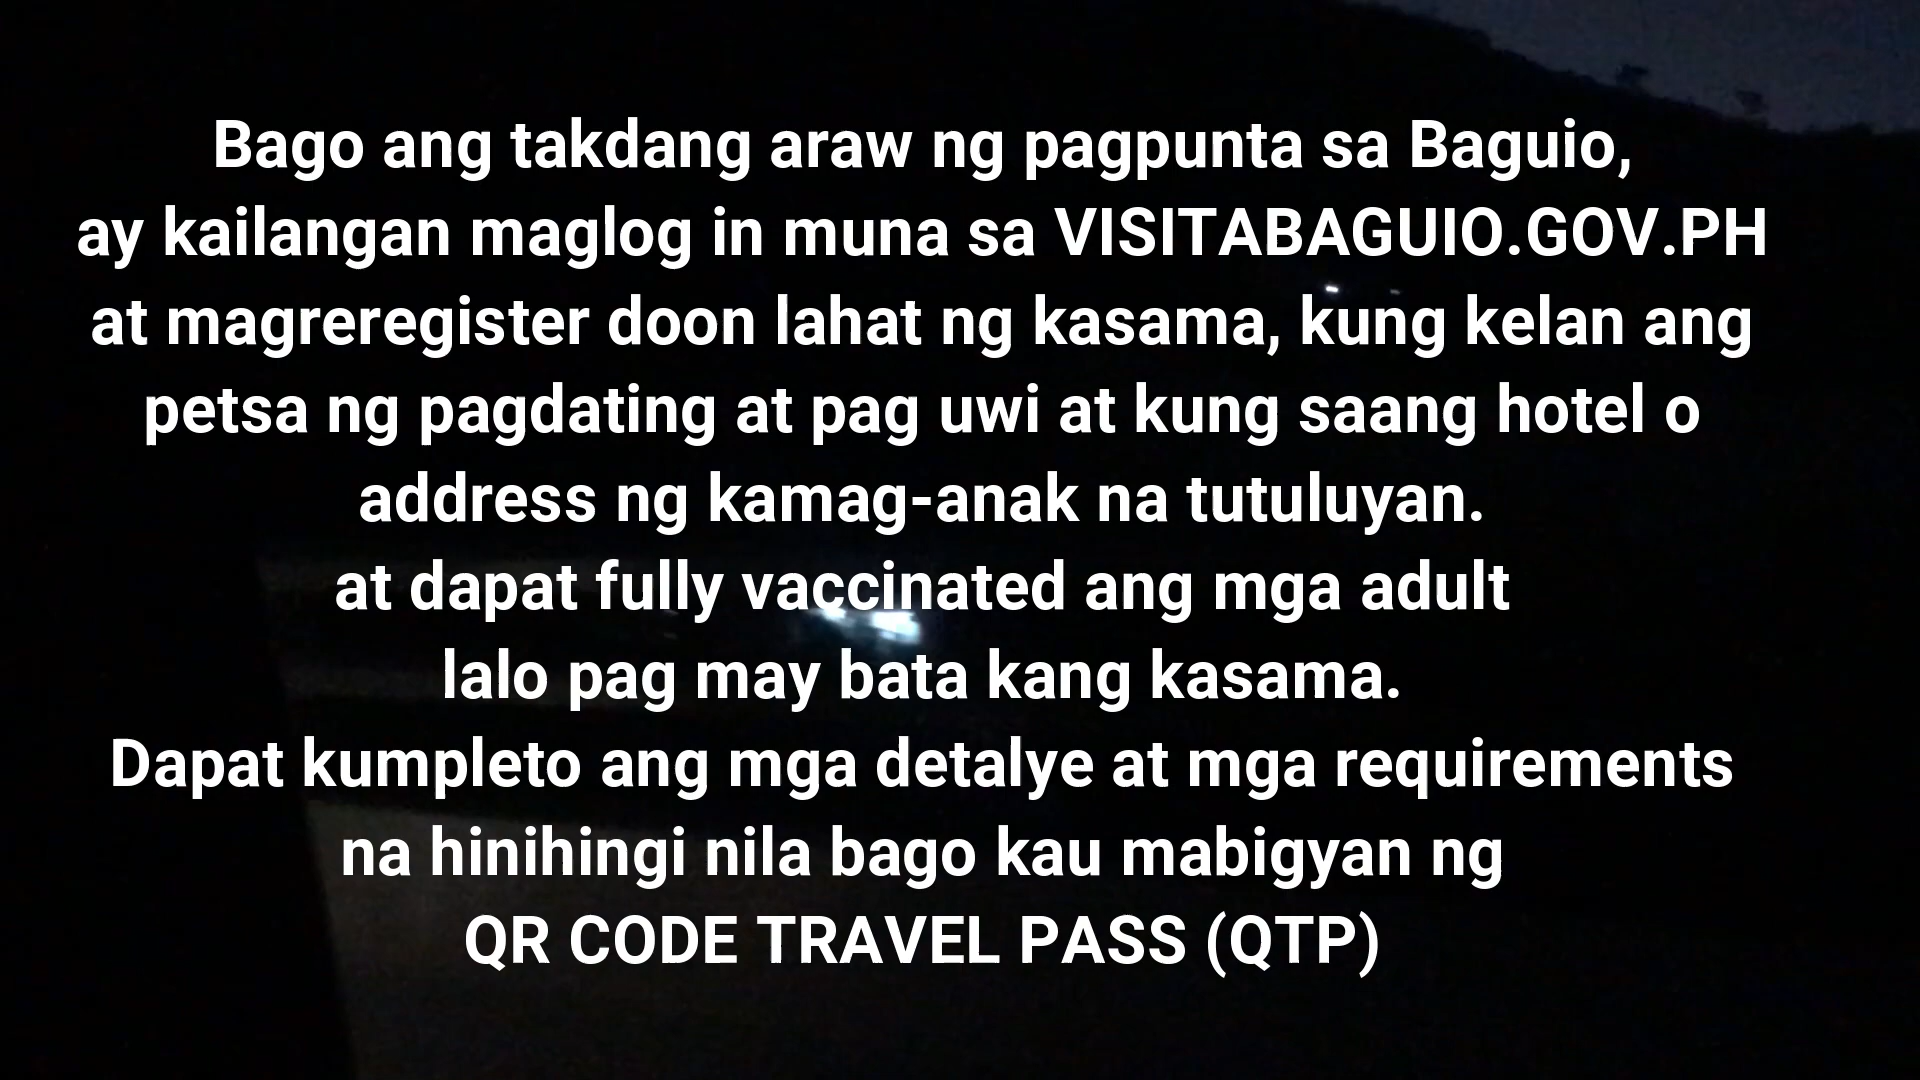 Bago ang takdang araw ng pagpunta sa Baguio,
ay kailangan maglog in muna sa VISITABAGUIO.GOV.PH
at magreregister doon lahat ng kasama, kung kelan ang
petsa ng pagdating at pag uwi at kung saang hotel o
address ng kamag-anak na tutuluyan.
at dapat fully vaccinated ang mga adult
lalo pag may bata kang kasama.
Dapat kumpleto ang mga detalye at mga requirements
na hinihingi nila bago kau mabigyan ng
QR CODE TRAVEL PASS (QTP)